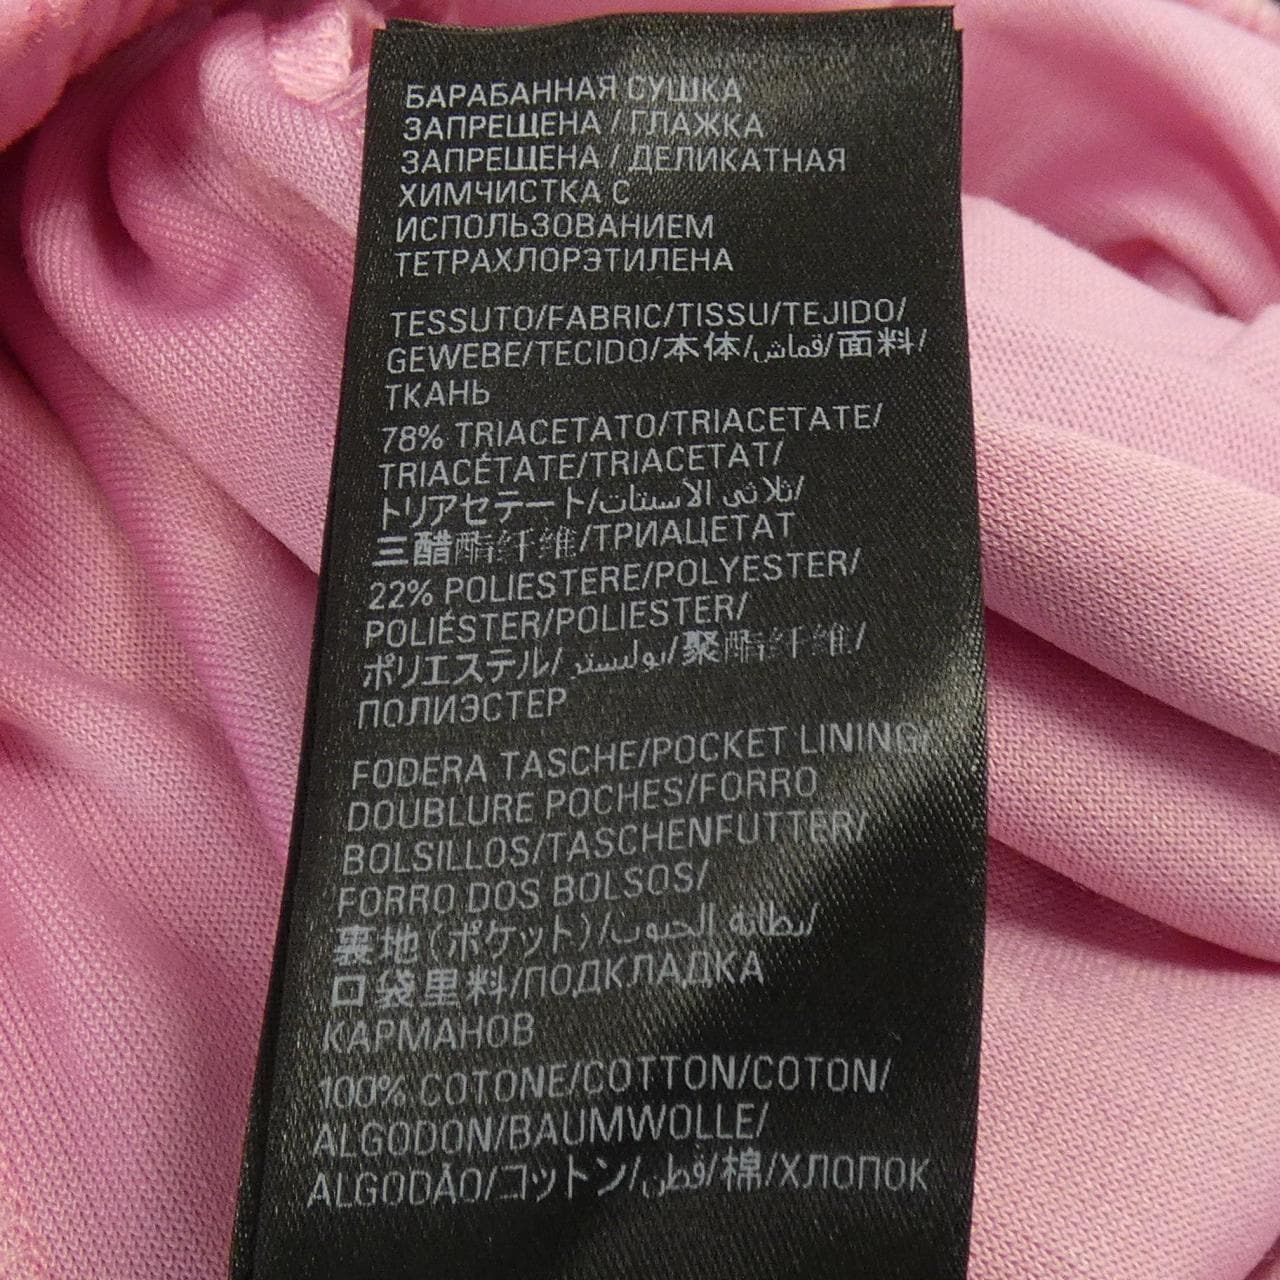 БАРАБАННАЯ СУШКА
ЗАПРЕЩЕНА / ГЛАЖКА
ЗАПРЕЩЕНА / ДЕЛИКАТНАЯ
ХИМЧИСТКА С
ИСПОЛЬЗОВАНИЕМ
ТЕТРАХЛОРЭТИЛЕНА
TESSUTO/FABRIC/TISSU/TEJIDO/
GEWEBE/TECIDO/本体/قماش/面料/
ТКАНЬ
78% TRIACETATO/TRIACETATE/
TRIACÉTATE/TRIACETAT/
トリアセテート/ثلاثي الاستات/
三醋酯纤维/ТРИАЦЕТАТ
22% POLIESTERE/POLYESTER/
POLIÉSTER/POLIESTER/
ポリエステル/بوليستر/聚酯纤维/
ПОЛИЭСТЕР
FODERA TASCHE/POCKET LINING/
DOUBLURE POCHES/FORRO
BOLSILLOS/TASCHENFUTTER/
FORRO DOS BOLSOS/
裏地(ポケット)/بطانة الجيوب/
口袋里料/ПОДКЛАДКА
КАРМАНОВ
100% COTONE/COTTON/COTON/
ALGODON/BAUMWOLLE/
ALGODÃO/コットン/قطن/棉/ХЛОПОК